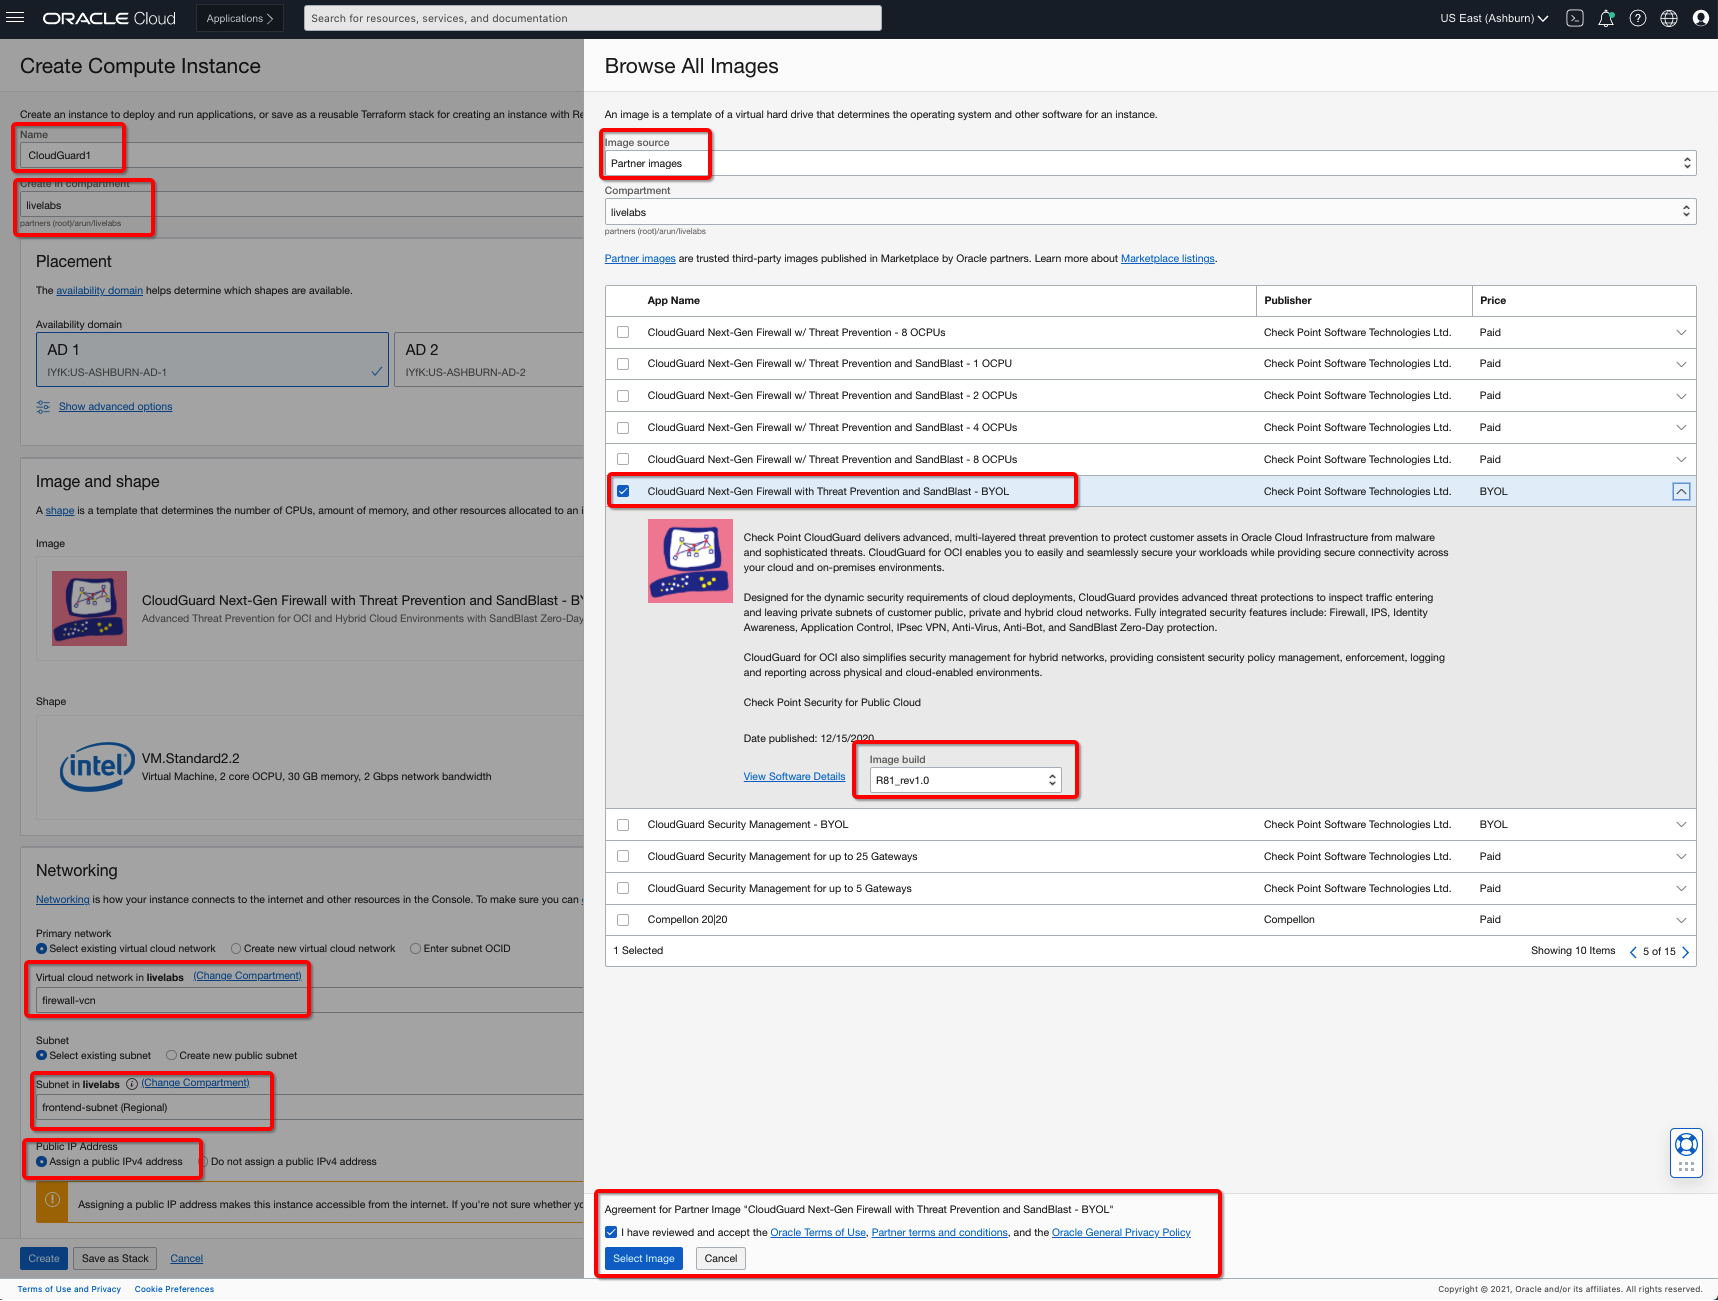 ORACLE Cloud
Applications
Search for resources, services, and documentation
US East (Ashburn)
Create Compute Instance
Create an instance to deploy and run applications, or save as a reusable Terraform stack for creating an instance with Re
Name
CloudGuard1
Create in compartment
livelabs
partners (root)/arun/livelabs
Placement
The availability domain helps determine which shapes are available.
Availability domain
AD 1
IYfK:US-ASHBURN-AD-1
AD 2
IYfK:US-ASHBURN-AD-2
Show advanced options
Image and shape
A shape is a template that determines the number of CPUs, amount of memory, and other resources allocated to an i
Image
CloudGuard Next-Gen Firewall with Threat Prevention and SandBlast - BY
Advanced Threat Prevention for OCI and Hybrid Cloud Environments with SandBlast Zero-Day
Shape
intel
VM.Standard2.2
Virtual Machine, 2 core OCPU, 30 GB memory, 2 Gbps network bandwidth
Networking
Networking is how your instance connects to the internet and other resources in the Console. To make sure you can
Primary network
Select existing virtual cloud network Create new virtual cloud network Enter subnet OCID
Virtual cloud network in livelabs (Change Compartment)
firewall-vcn
Subnet
Select existing subnet Create new public subnet
Subnet in livelabs (Change Compartment)
frontend-subnet (Regional)
Public IP Address
Assign a public IPv4 address Do not assign a public IPv4 address
Assigning a public IP address makes this instance accessible from the internet. If you're not sure whether yo
Create Save as Stack Cancel
Browse All Images
An image is a template of a virtual hard drive that determines the operating system and other software for an instance.
Image source
Partner images
Compartment
livelabs
partners (root)/arun/livelabs
Partner images are trusted third-party images published in Marketplace by Oracle partners. Learn more about Marketplace listings.
App Name Publisher Price
CloudGuard Next-Gen Firewall w/ Threat Prevention - 8 OCPUs Check Point Software Technologies Ltd. Paid
CloudGuard Next-Gen Firewall w/ Threat Prevention and SandBlast - 1 OCPU Check Point Software Technologies Ltd. Paid
CloudGuard Next-Gen Firewall w/ Threat Prevention and SandBlast - 2 OCPUs Check Point Software Technologies Ltd. Paid
CloudGuard Next-Gen Firewall w/ Threat Prevention and SandBlast - 4 OCPUs Check Point Software Technologies Ltd. Paid
CloudGuard Next-Gen Firewall w/ Threat Prevention and SandBlast - 8 OCPUs Check Point Software Technologies Ltd. Paid
CloudGuard Next-Gen Firewall with Threat Prevention and SandBlast - BYOL Check Point Software Technologies Ltd. BYOL
Check Point CloudGuard delivers advanced, multi-layered threat prevention to protect customer assets in Oracle Cloud Infrastructure from malware
and sophisticated threats. CloudGuard for OCI enables you to easily and seamlessly secure your workloads while providing secure connectivity across
your cloud and on-premises environments.
Designed for the dynamic security requirements of cloud deployments, CloudGuard provides advanced threat protections to inspect traffic entering
and leaving private subnets of customer public, private and hybrid cloud networks. Fully integrated security features include: Firewall, IPS, Identity
Awareness, Application Control, IPsec VPN, Anti-Virus, Anti-Bot, and SandBlast Zero-Day protection.
CloudGuard for OCI also simplifies security management for hybrid networks, providing consistent security policy management, enforcement, logging
and reporting across physical and cloud-enabled environments.
Check Point Security for Public Cloud
Date published: 12/15/2020
Image build
View Software Details R81_rev1.0
CloudGuard Security Management - BYOL Check Point Software Technologies Ltd. BYOL
CloudGuard Security Management for up to 25 Gateways Check Point Software Technologies Ltd. Paid
CloudGuard Security Management for up to 5 Gateways Check Point Software Technologies Ltd. Paid
Compellon 20|20 Compellon Paid
1 Selected Showing 10 Items 5 of 15
Agreement for Partner Image "CloudGuard Next-Gen Firewall with Threat Prevention and SandBlast - BYOL"
I have reviewed and accept the Oracle Terms of Use, Partner terms and conditions, and the Oracle General Privacy Policy
Select Image Cancel
Terms of Use and Privacy Cookie Preferences
Copyright © 2021, Oracle and/or its affiliates. All rights reserved.